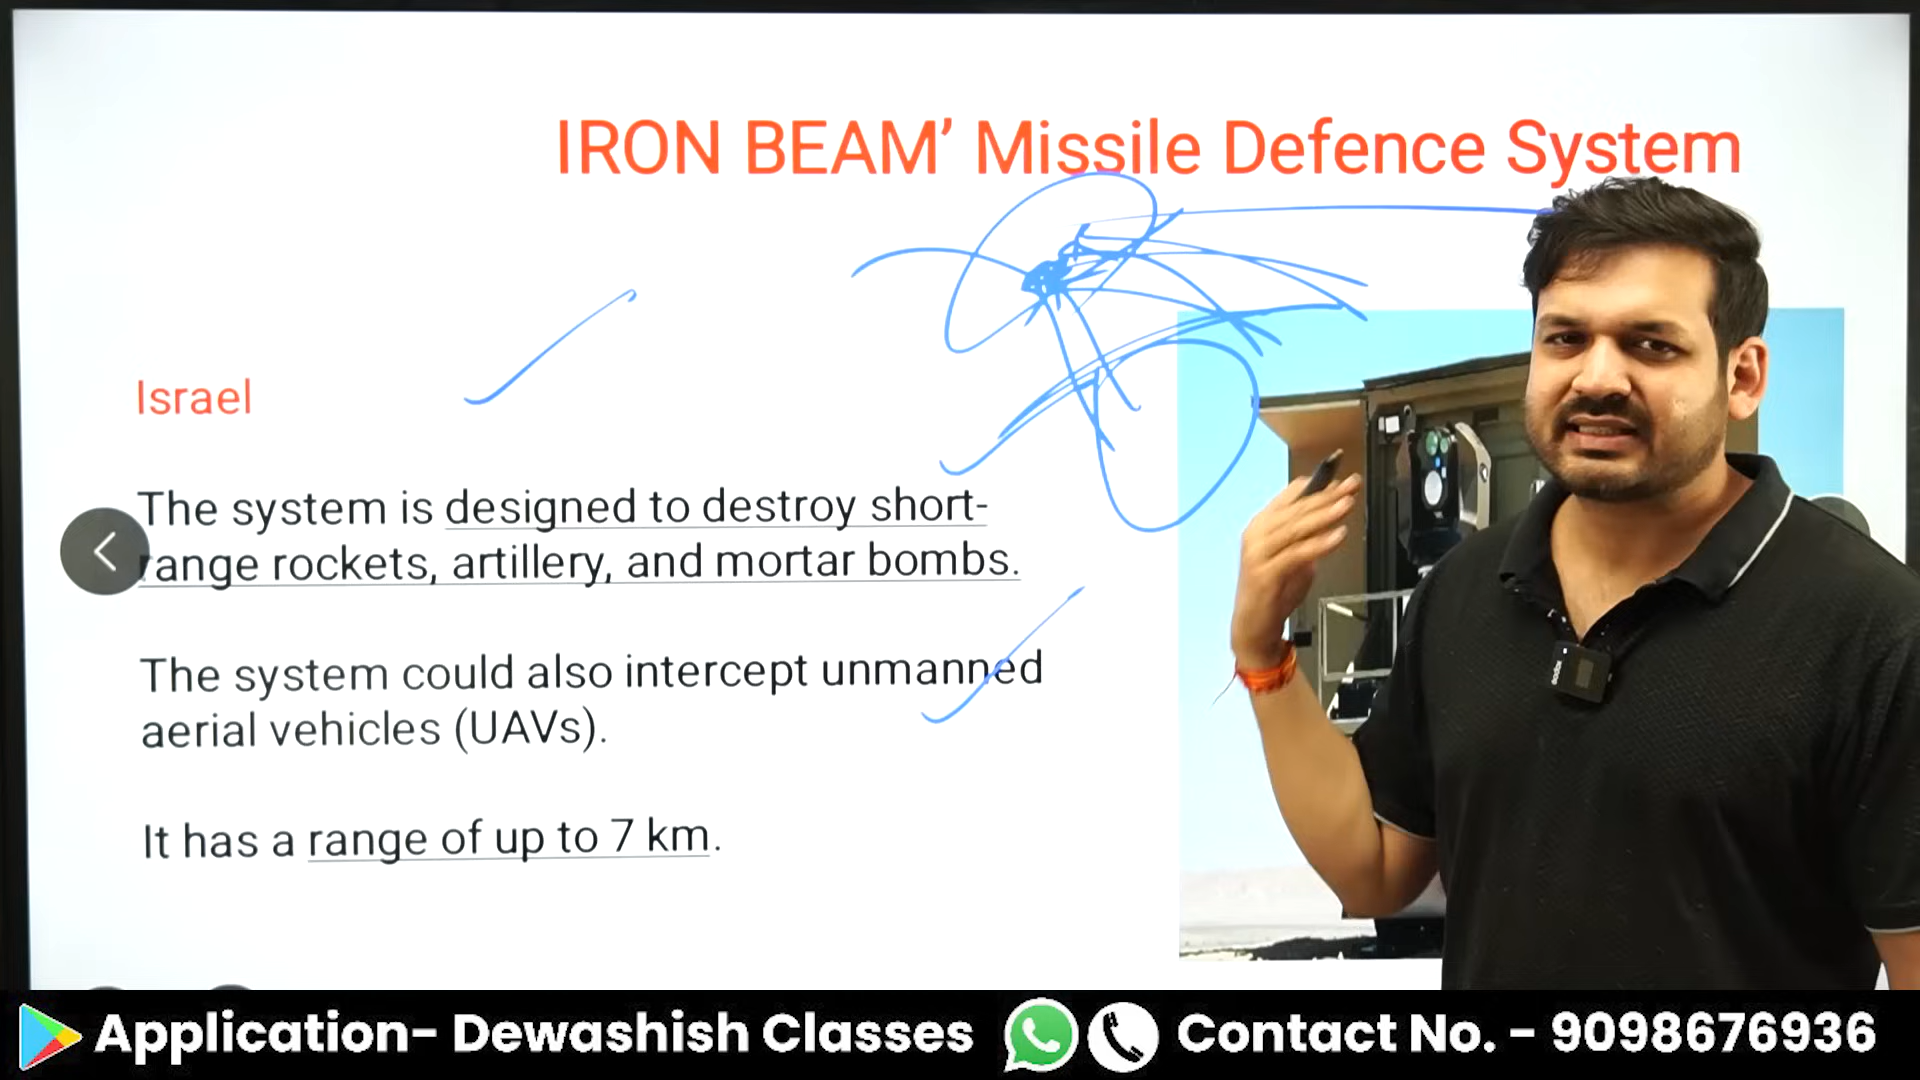 IRON BEAM’ Missile Defence System
Israel
The system is designed to destroy short-
range rockets, artillery, and mortar bombs.
The system could also intercept unmanned
aerial vehicles (UAVs).
It has a range of up to 7 km.
Application- Dewashish Classes
Contact No. - 9098676936